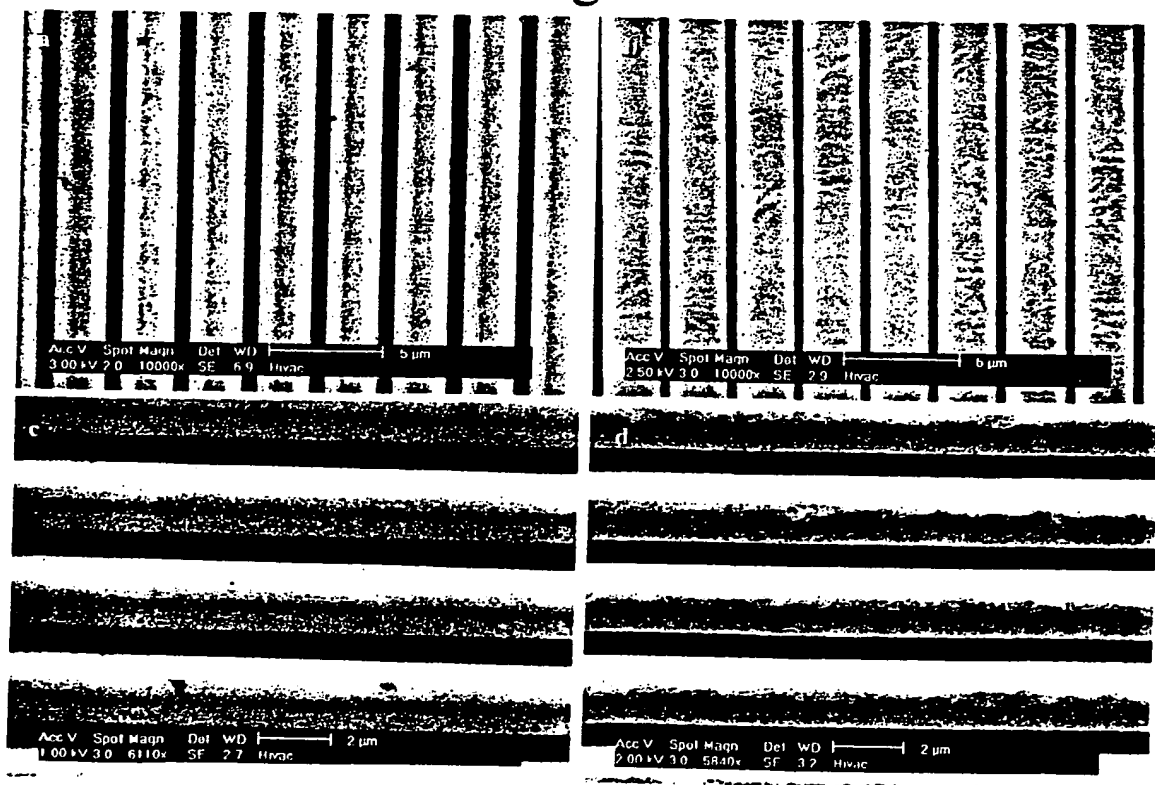 g
Acc V Spot Magn Det WD 5 µm
3.00 kV 2.0 10000x SE 6.9 Hivac
Acc V Spot Magn Det WD 5 µm
2.50 kV 3.0 10000x SE 2.9 Hivac
c
d
Acc V Spot Magn Det WD 2 µm
1.00 kV 3.0 6110x SE 2.7 Hivac
Acc V Spot Magn Det WD 2 µm
2.00 kV 3.0 5840x SE 3.2 Hivac